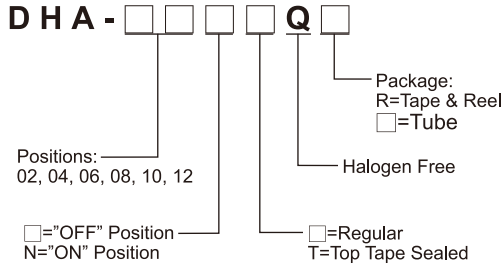 DHA-□□□□Q□
Package:
R=Tape & Reel
□=Tube
Positions:
02, 04, 06, 08, 10, 12
Halogen Free
□="OFF" Position
N="ON" Position
□=Regular
T=Top Tape Sealed